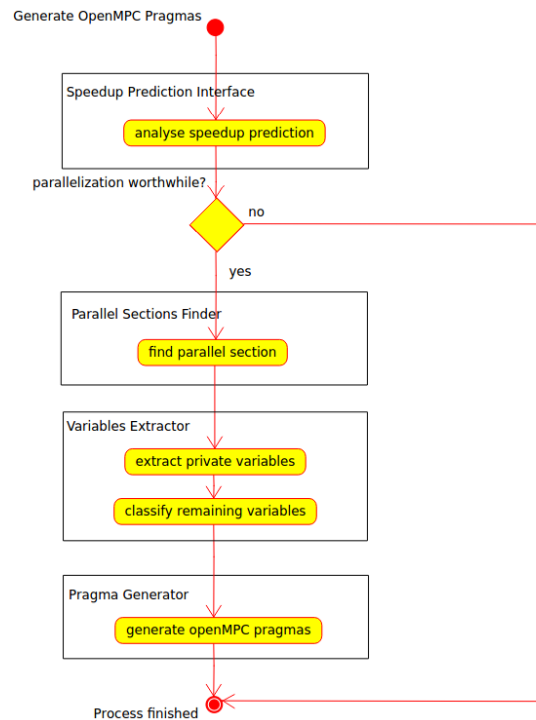 Generate OpenMPC Pragmas
Speedup Prediction Interface
analyse speedup prediction
parallelization worthwhile?
no
yes
Parallel Sections Finder
find parallel section
Variables Extractor
extract private variables
classify remaining variables
Pragma Generator
generate openMPC pragmas
Process finished